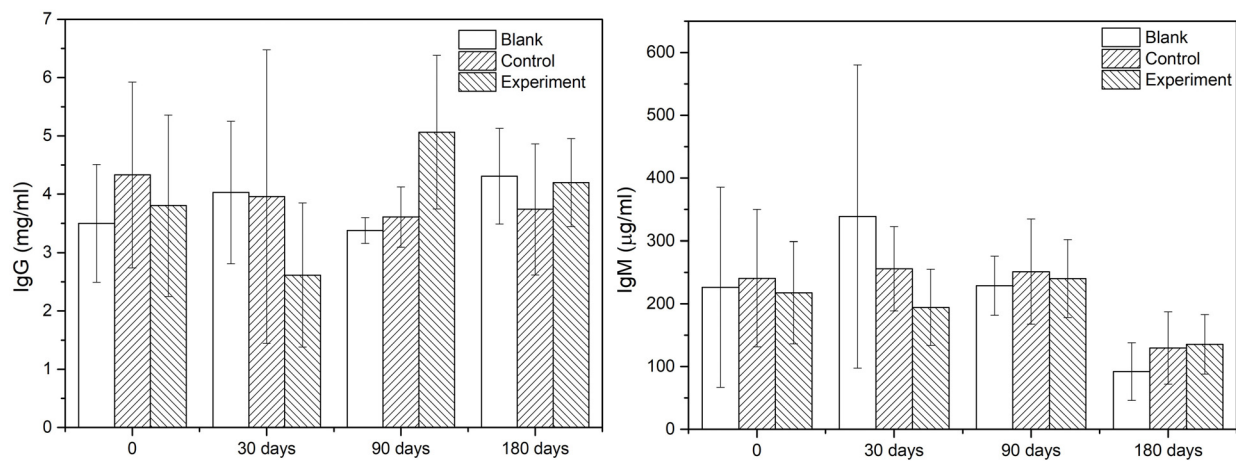 7
6
5
4
3
2
1
0
IgG (mg/ml)
Blank
Control
Experiment
0 30 days 90 days 180 days
600
500
400
300
200
100
0
IgM (μg/ml)
Blank
Control
Experiment
0 30 days 90 days 180 days